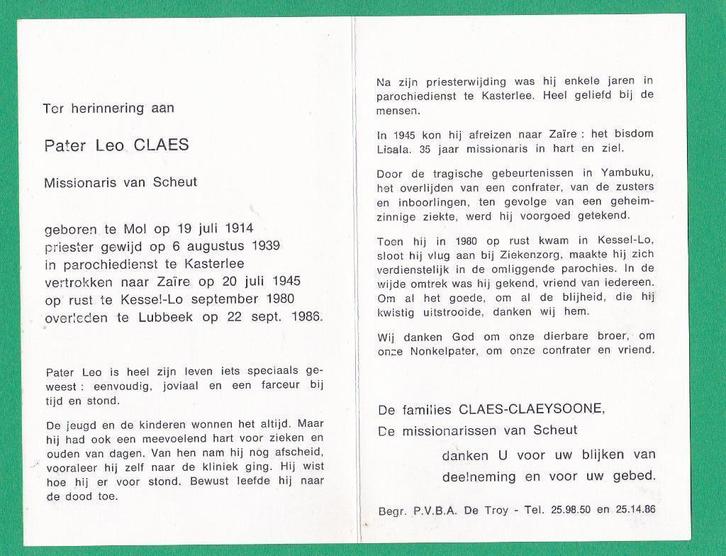 Ter herinnering aan
Pater Leo CLAES
Missionaris van Scheut
geboren te Mol op 19 juli 1914
priester gewijd op 6 augustus 1939
in parochiedienst te Kasterlee
vertrokken naar Zaïre op 20 juli 1945
op rust te Kessel-Lo september 1980
overleden te Lubbeek op 22 sept. 1986.
Pater Leo is heel zijn leven iets speciaals ge-
weest : eenvoudig, joviaal en een farceur bij
tijd en stond.
De jeugd en de kinderen wonnen het altijd. Maar
hij had ook een meevoelend hart voor zieken en
ouden van dagen. Van hen nam hij nog afscheid,
vooraleer hij zelf naar de kliniek ging. Hij wist
hoe hij er voor stond. Bewust leefde hij naar
de dood toe.
Na zijn priesterwijding was hij enkele jaren in
parochiedienst te Kasterlee. Heel geliefd bij de
mensen.
In 1945 kon hij afreizen naar Zaïre : het bisdom
Lisala. 35 jaar missionaris in hart en ziel.
Door de tragische gebeurtenissen in Yambuku,
het overlijden van een confrater, van de zusters
en inboorlingen, ten gevolge van een geheim-
zinnige ziekte, werd hij voorgoed getekend.
Toen hij in 1980 op rust kwam in Kessel-Lo,
sloot hij vlug aan bij Ziekenzorg, maakte hij zich
verdienstelijk in de omliggende parochies. In de
wijde omtrek was hij gekend, vriend van iedereen.
Om al het goede, om al de blijheid, die hij
kwistig uitstrooide, danken wij hem.
Wij danken God om onze dierbare broer, om
onze Nonkelpater, om onze confrater en vriend.
De families CLAES-CLAEYSOONE,
De missionarissen van Scheut
danken U voor uw blijken van
deelneming en voor uw gebed.
Begr. P.V.B.A. De Troy - Tel. 25.98.50 en 25.14.86